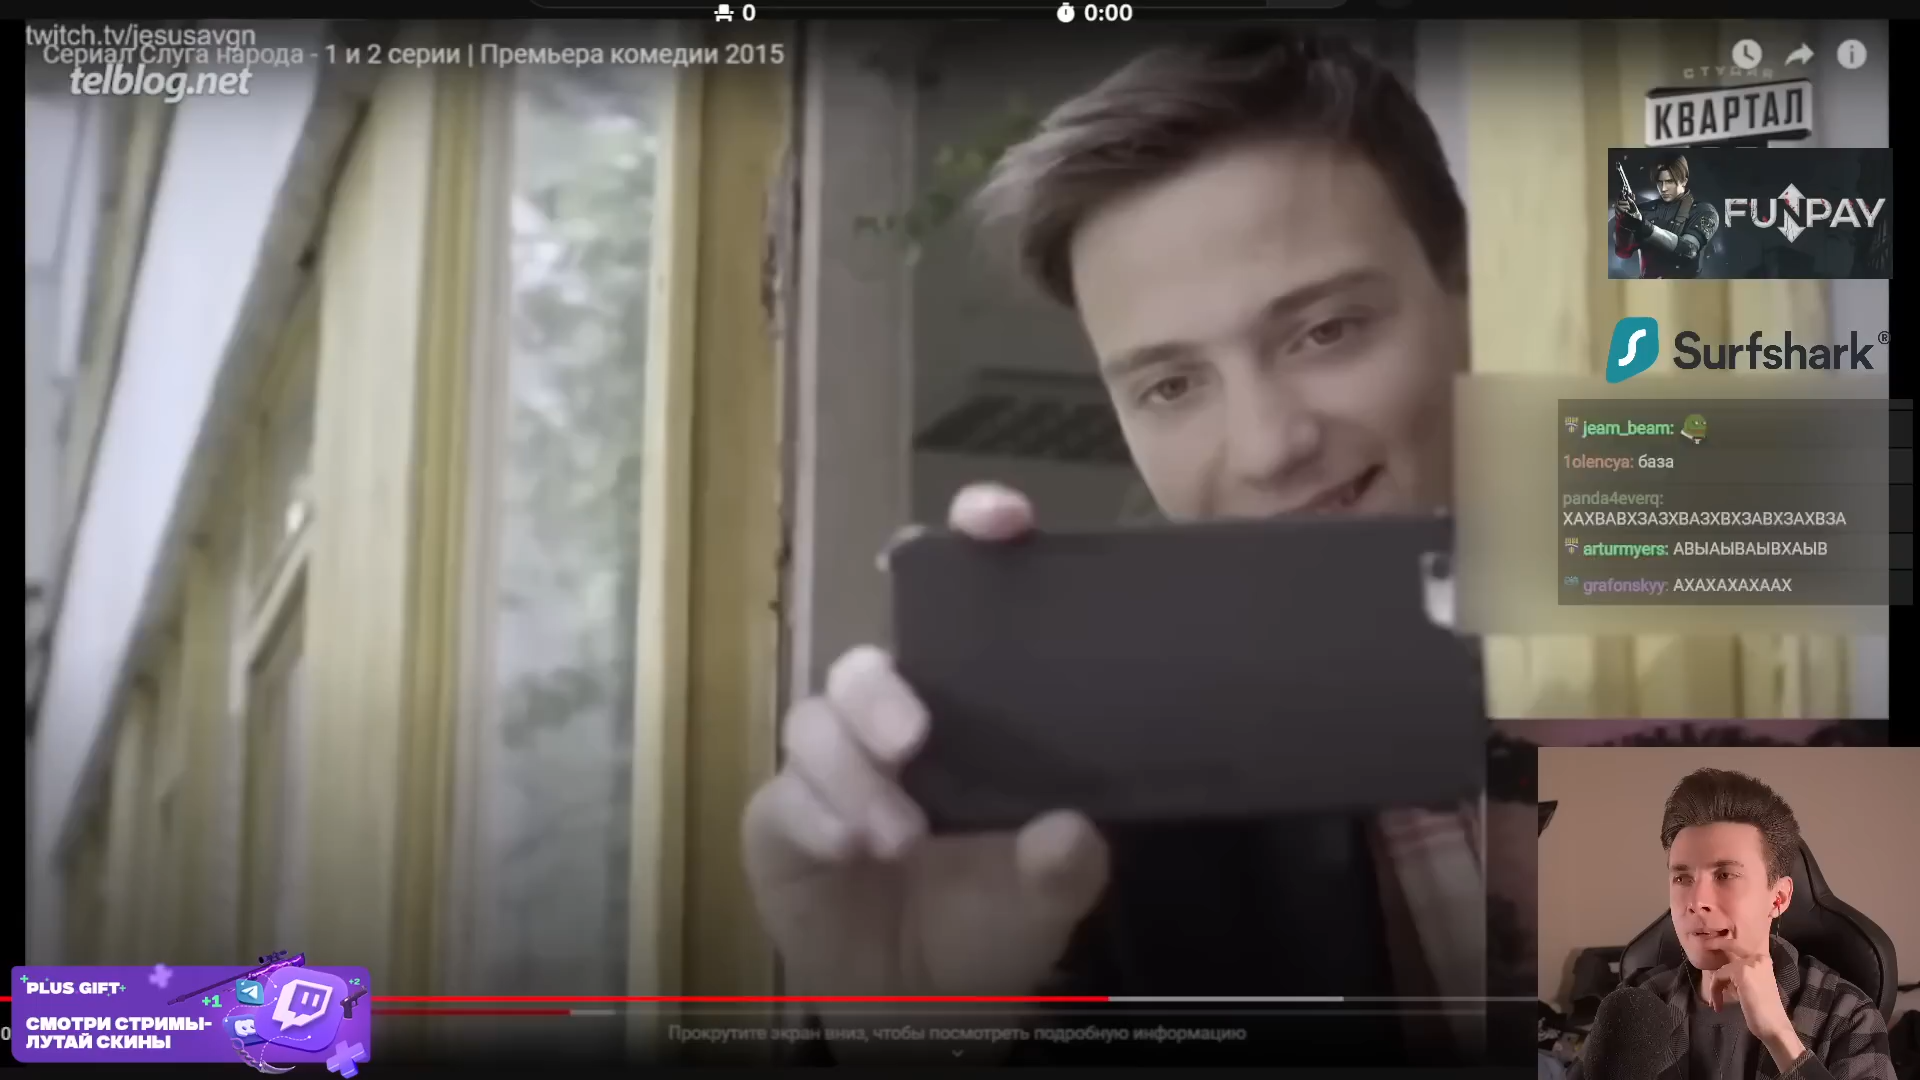 0
0:00
twitch.tv/jesusavgn
Сериал Слуга народа - 1 и 2 серии | Премьера комедии 2015
telblog.net
СТУДИЯ
КВАРТАЛ
FUNPAY
Surfshark®
jeam_beam:
1olencya: база
panda4everq:
ХАХВАВХЗАЗХВАЗХВХЗАВХЗАХВЗА
arturmyers: АВЫАЫВАЫВХАЫВ
grafonskyy: АХАХАХАХААХ
PLUS GIFT+
+1
+2
СМОТРИ СТРИМЫ-
ЛУТАЙ СКИНЫ
Прокрутите экран вниз, чтобы посмотреть подробную информацию